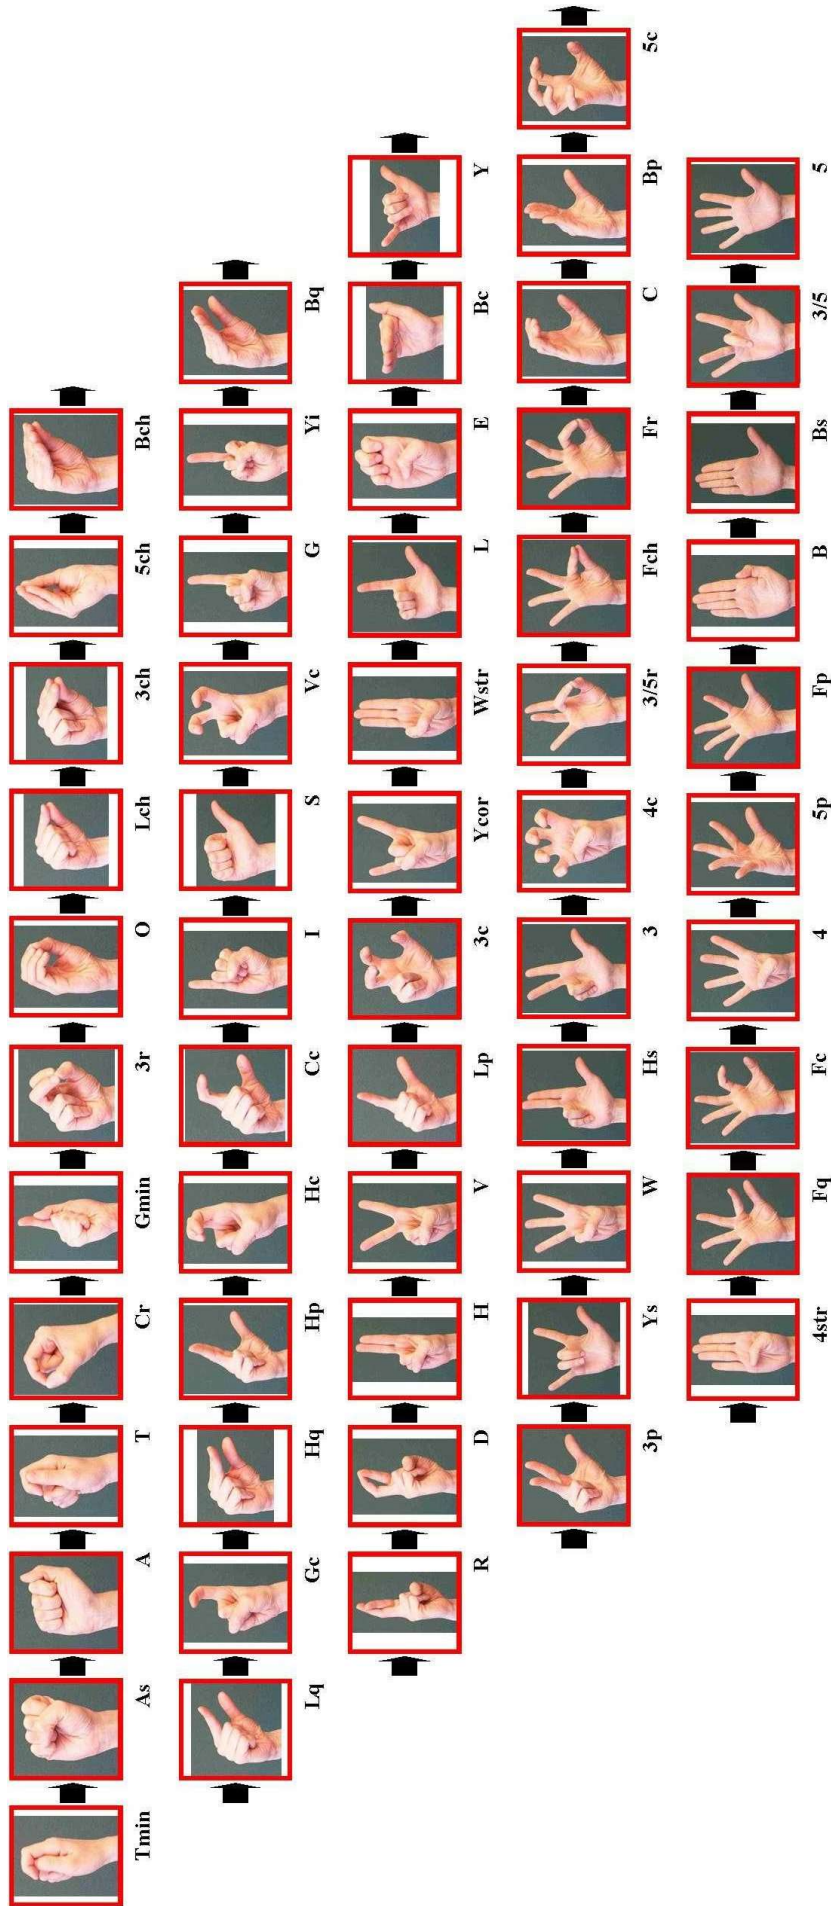 Tmin As A T Cr Gmin 3r O Lch 3ch 5ch Bch
Lq Gc Hq Hp Hc Cc I S Vc G Yi Bq
R D H V Lp 3c Ycor Wstr L E Bc Y
3p Ys W Hs 3 4c 3/5r Fch Fr C Bp 5c
4str Fq Fc 4 5p Fp B Bs 3/5 5